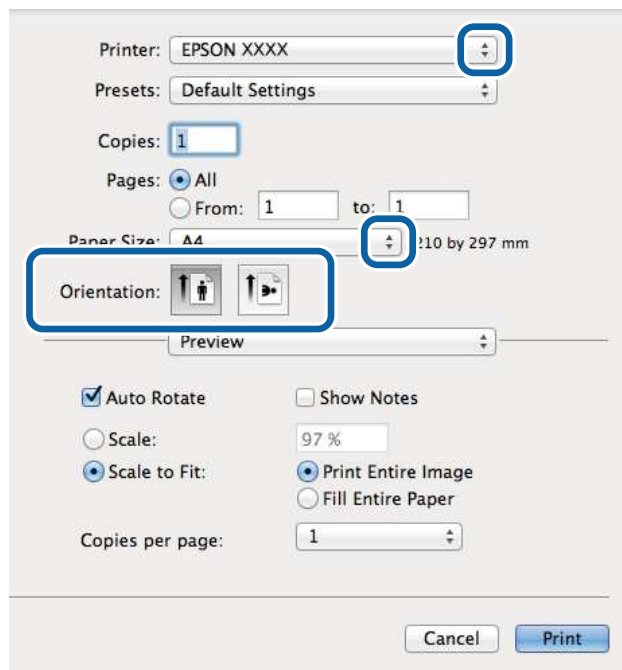 Printer: EPSON XXXX
Presets: Default Settings
Copies: 1
Pages: All
From: 1 to: 1
Paper Size: A4 210 by 297 mm
Orientation:
Preview
Auto Rotate Show Notes
Scale: 97 %
Scale to Fit: Print Entire Image
Fill Entire Paper
Copies per page: 1
Cancel Print